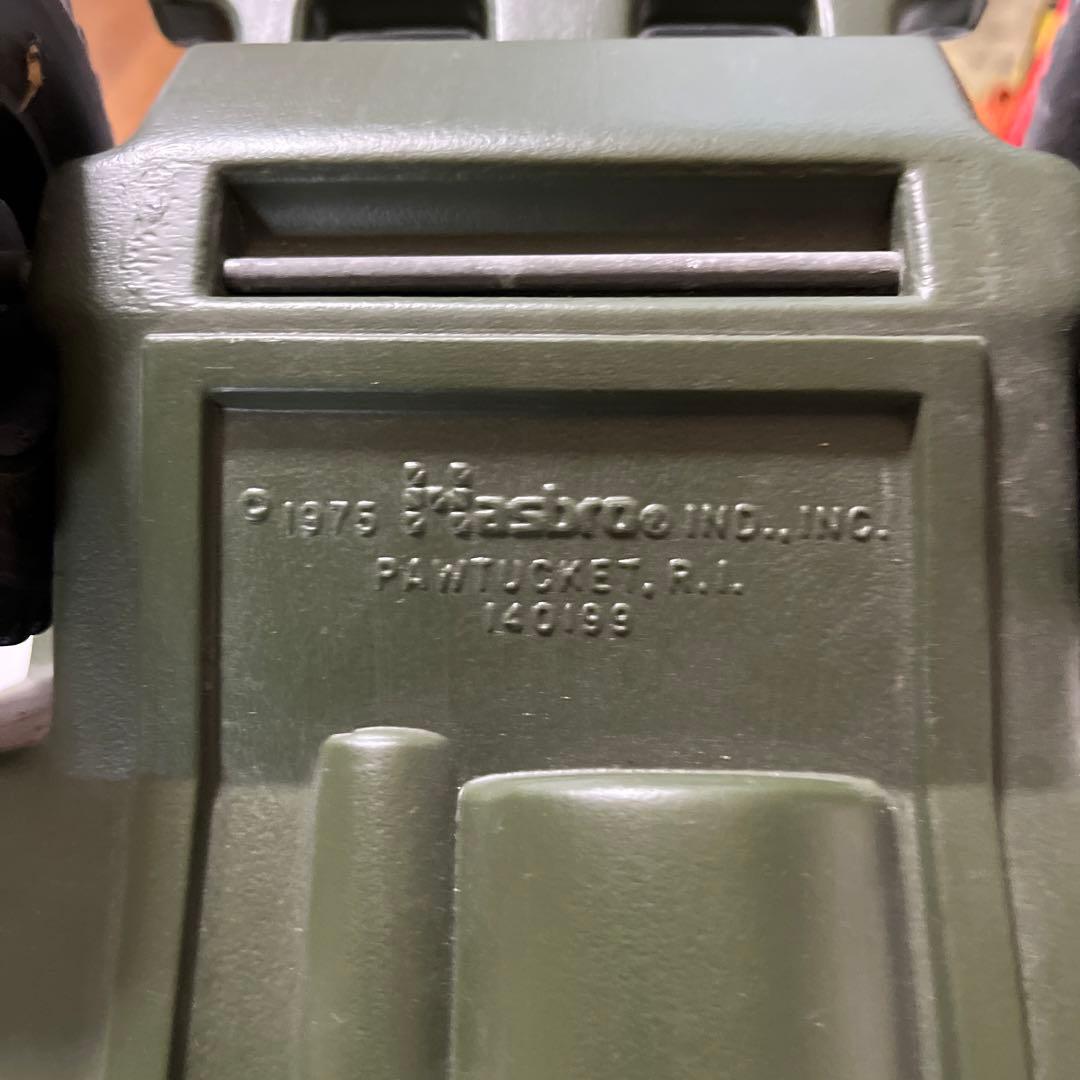 © 1975 Hasbro® IND., INC.
PAWTUCKET, R.I.
140199